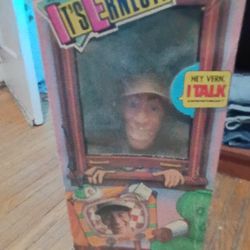 IT'S ERNEST!
HEY VERN,
I TALK